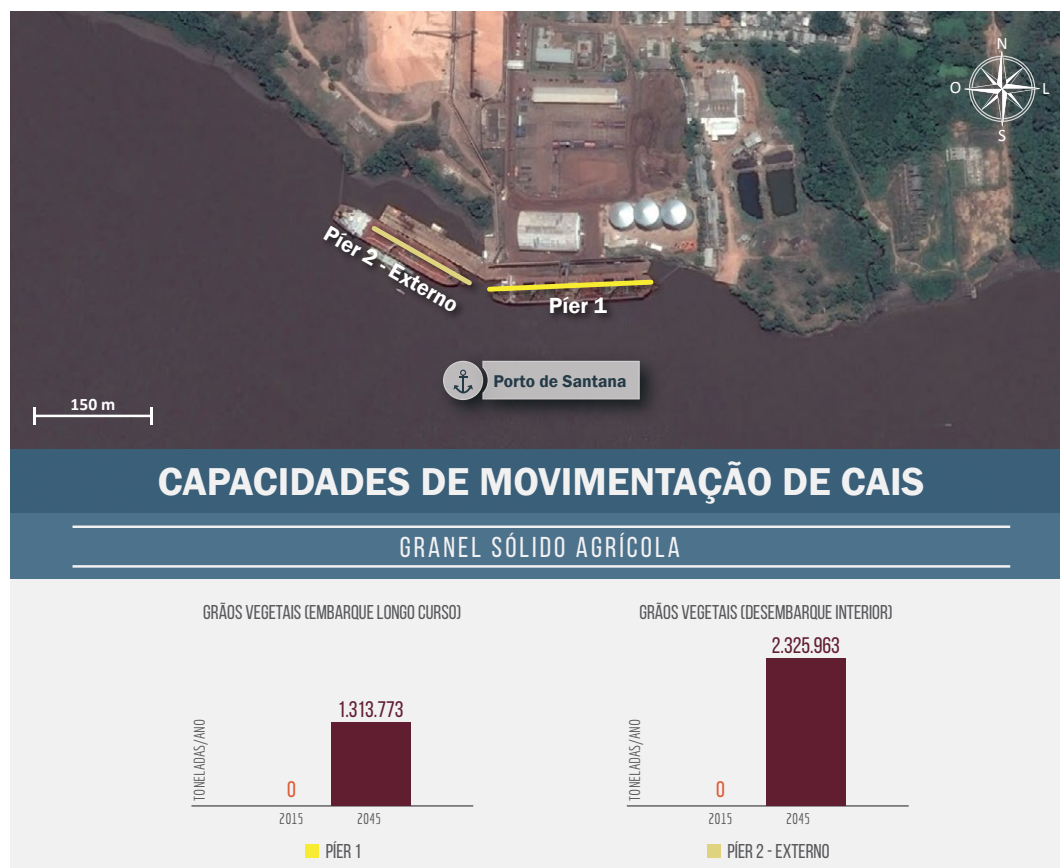 N
O
L
S
Píer 2 - Externo
Píer 1
Porto de Santana
150 m
CAPACIDADES DE MOVIMENTAÇÃO DE CAIS
GRANEL SÓLIDO AGRÍCOLA
GRÃOS VEGETAIS (EMBARQUE LONGO CURSO)
TONELADAS/ANO
0
1.313.773
2015
2045
PÍER 1
GRÃOS VEGETAIS (DESEMBARQUE INTERIOR)
TONELADAS/ANO
0
2.325.963
2015
2045
PÍER 2 - EXTERNO